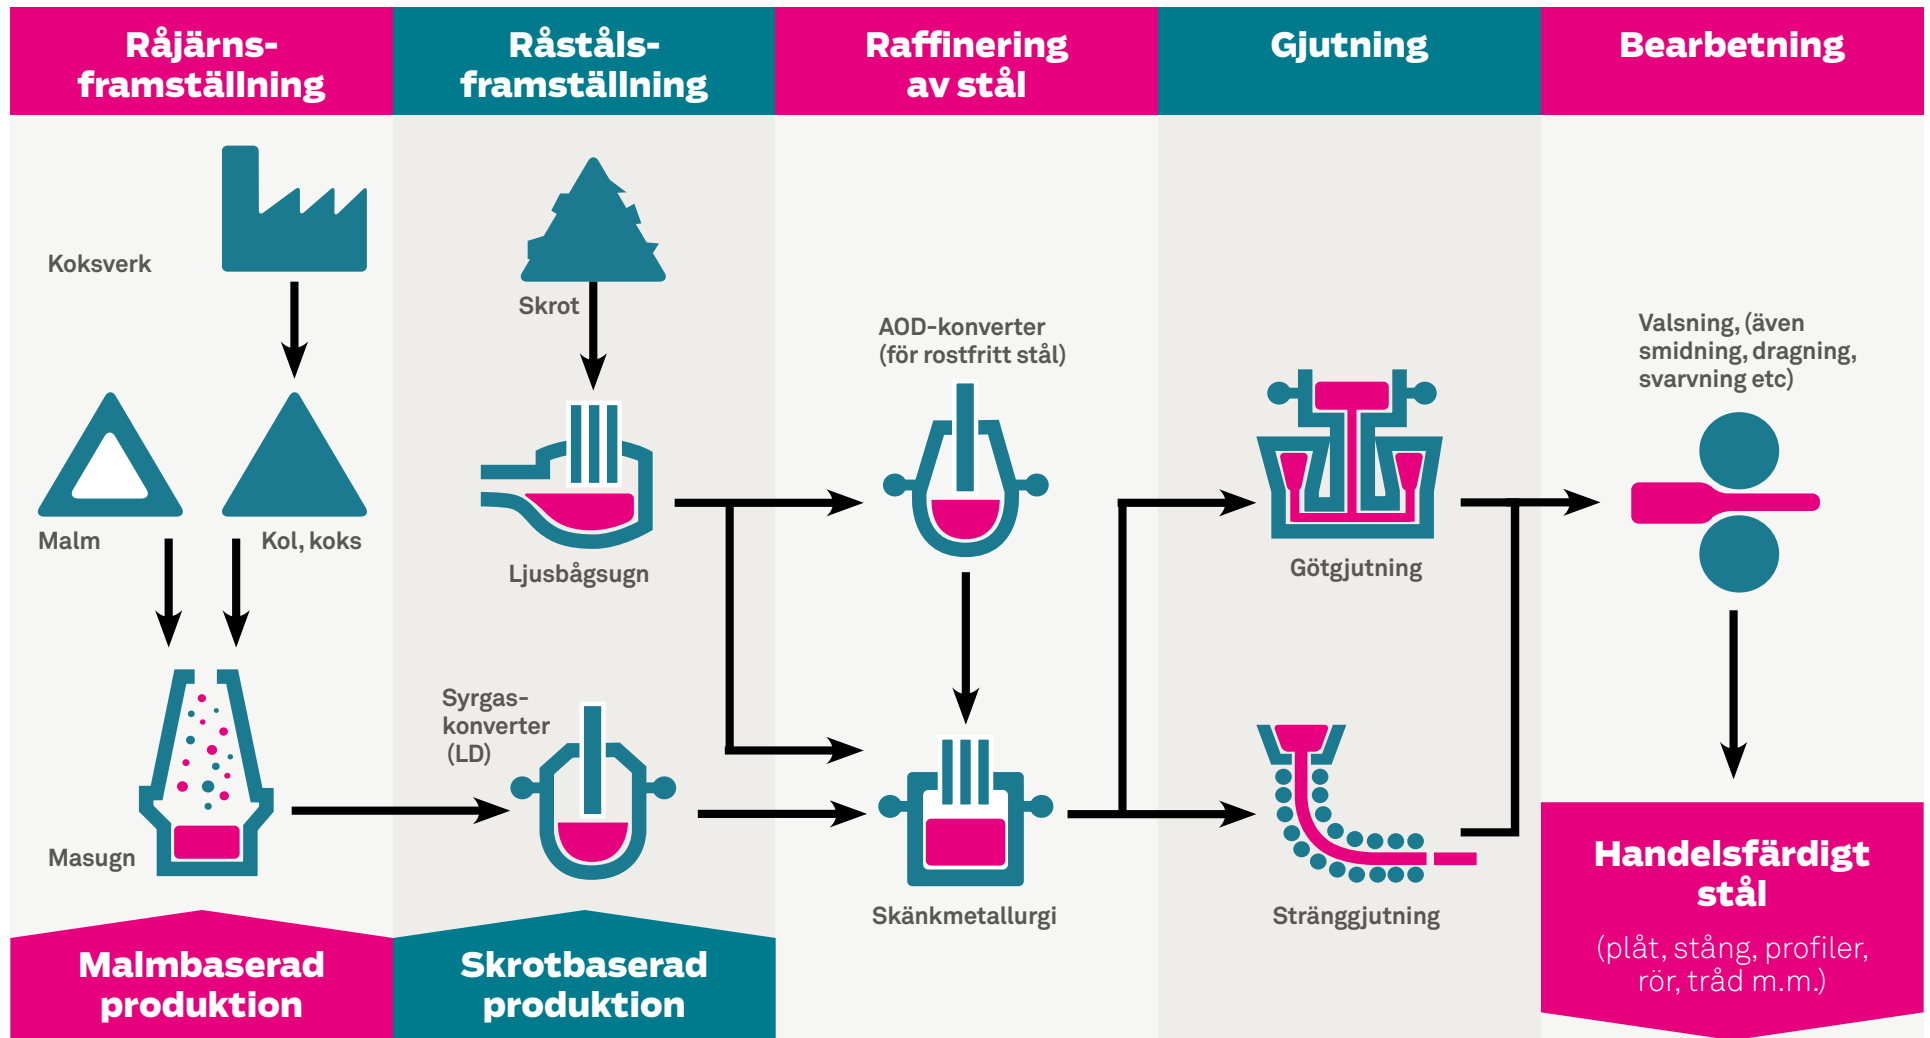 Råjärns-
framställning
Råståls-
framställning
Raffinering
av stål
Gjutning
Bearbetning
Koksverk
Malm
Kol, koks
Masugn
Malmbaserad
produktion
Skrot
Ljusbågsugn
Syrgas-
konverter
(LD)
Skrotbaserad
produktion
AOD-konverter
(för rostfritt stål)
Skänkmetallurgi
Götgjutning
Stränggjutning
Valsning, (även
smidning, dragning,
svarvning etc)
Handelsfärdigt
stål
(plåt, stång, profiler,
rör, tråd m.m.)